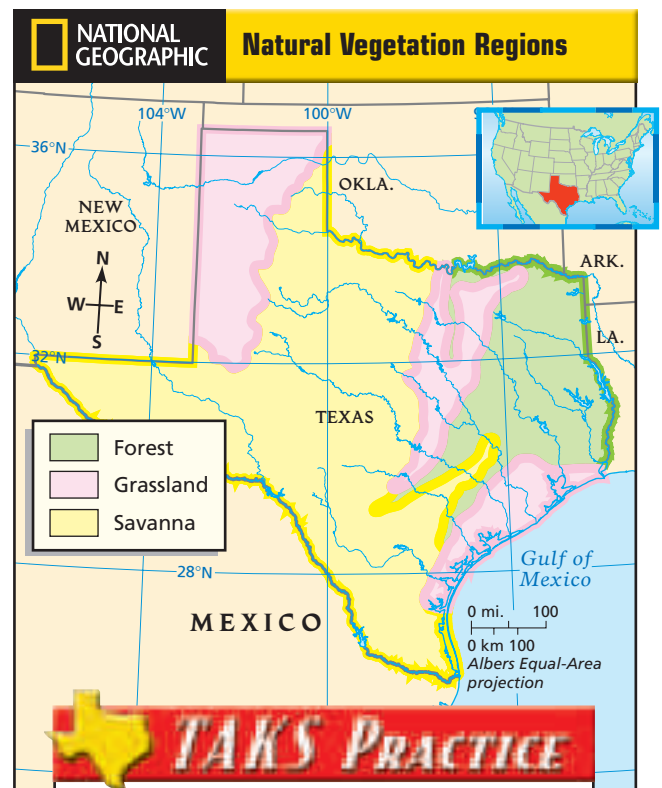 NATIONAL
GEOGRAPHIC
Natural Vegetation Regions
104°W
100°W
36°N
OKLA.
NEW
MEXICO
N
W
E
S
ARK.
LA.
32°N
TEXAS
Forest
Grassland
Savanna
28°N
Gulf of
Mexico
MEXICO
0 mi. 100
0 km 100
Albers Equal-Area
projection
TAKS PRACTICE